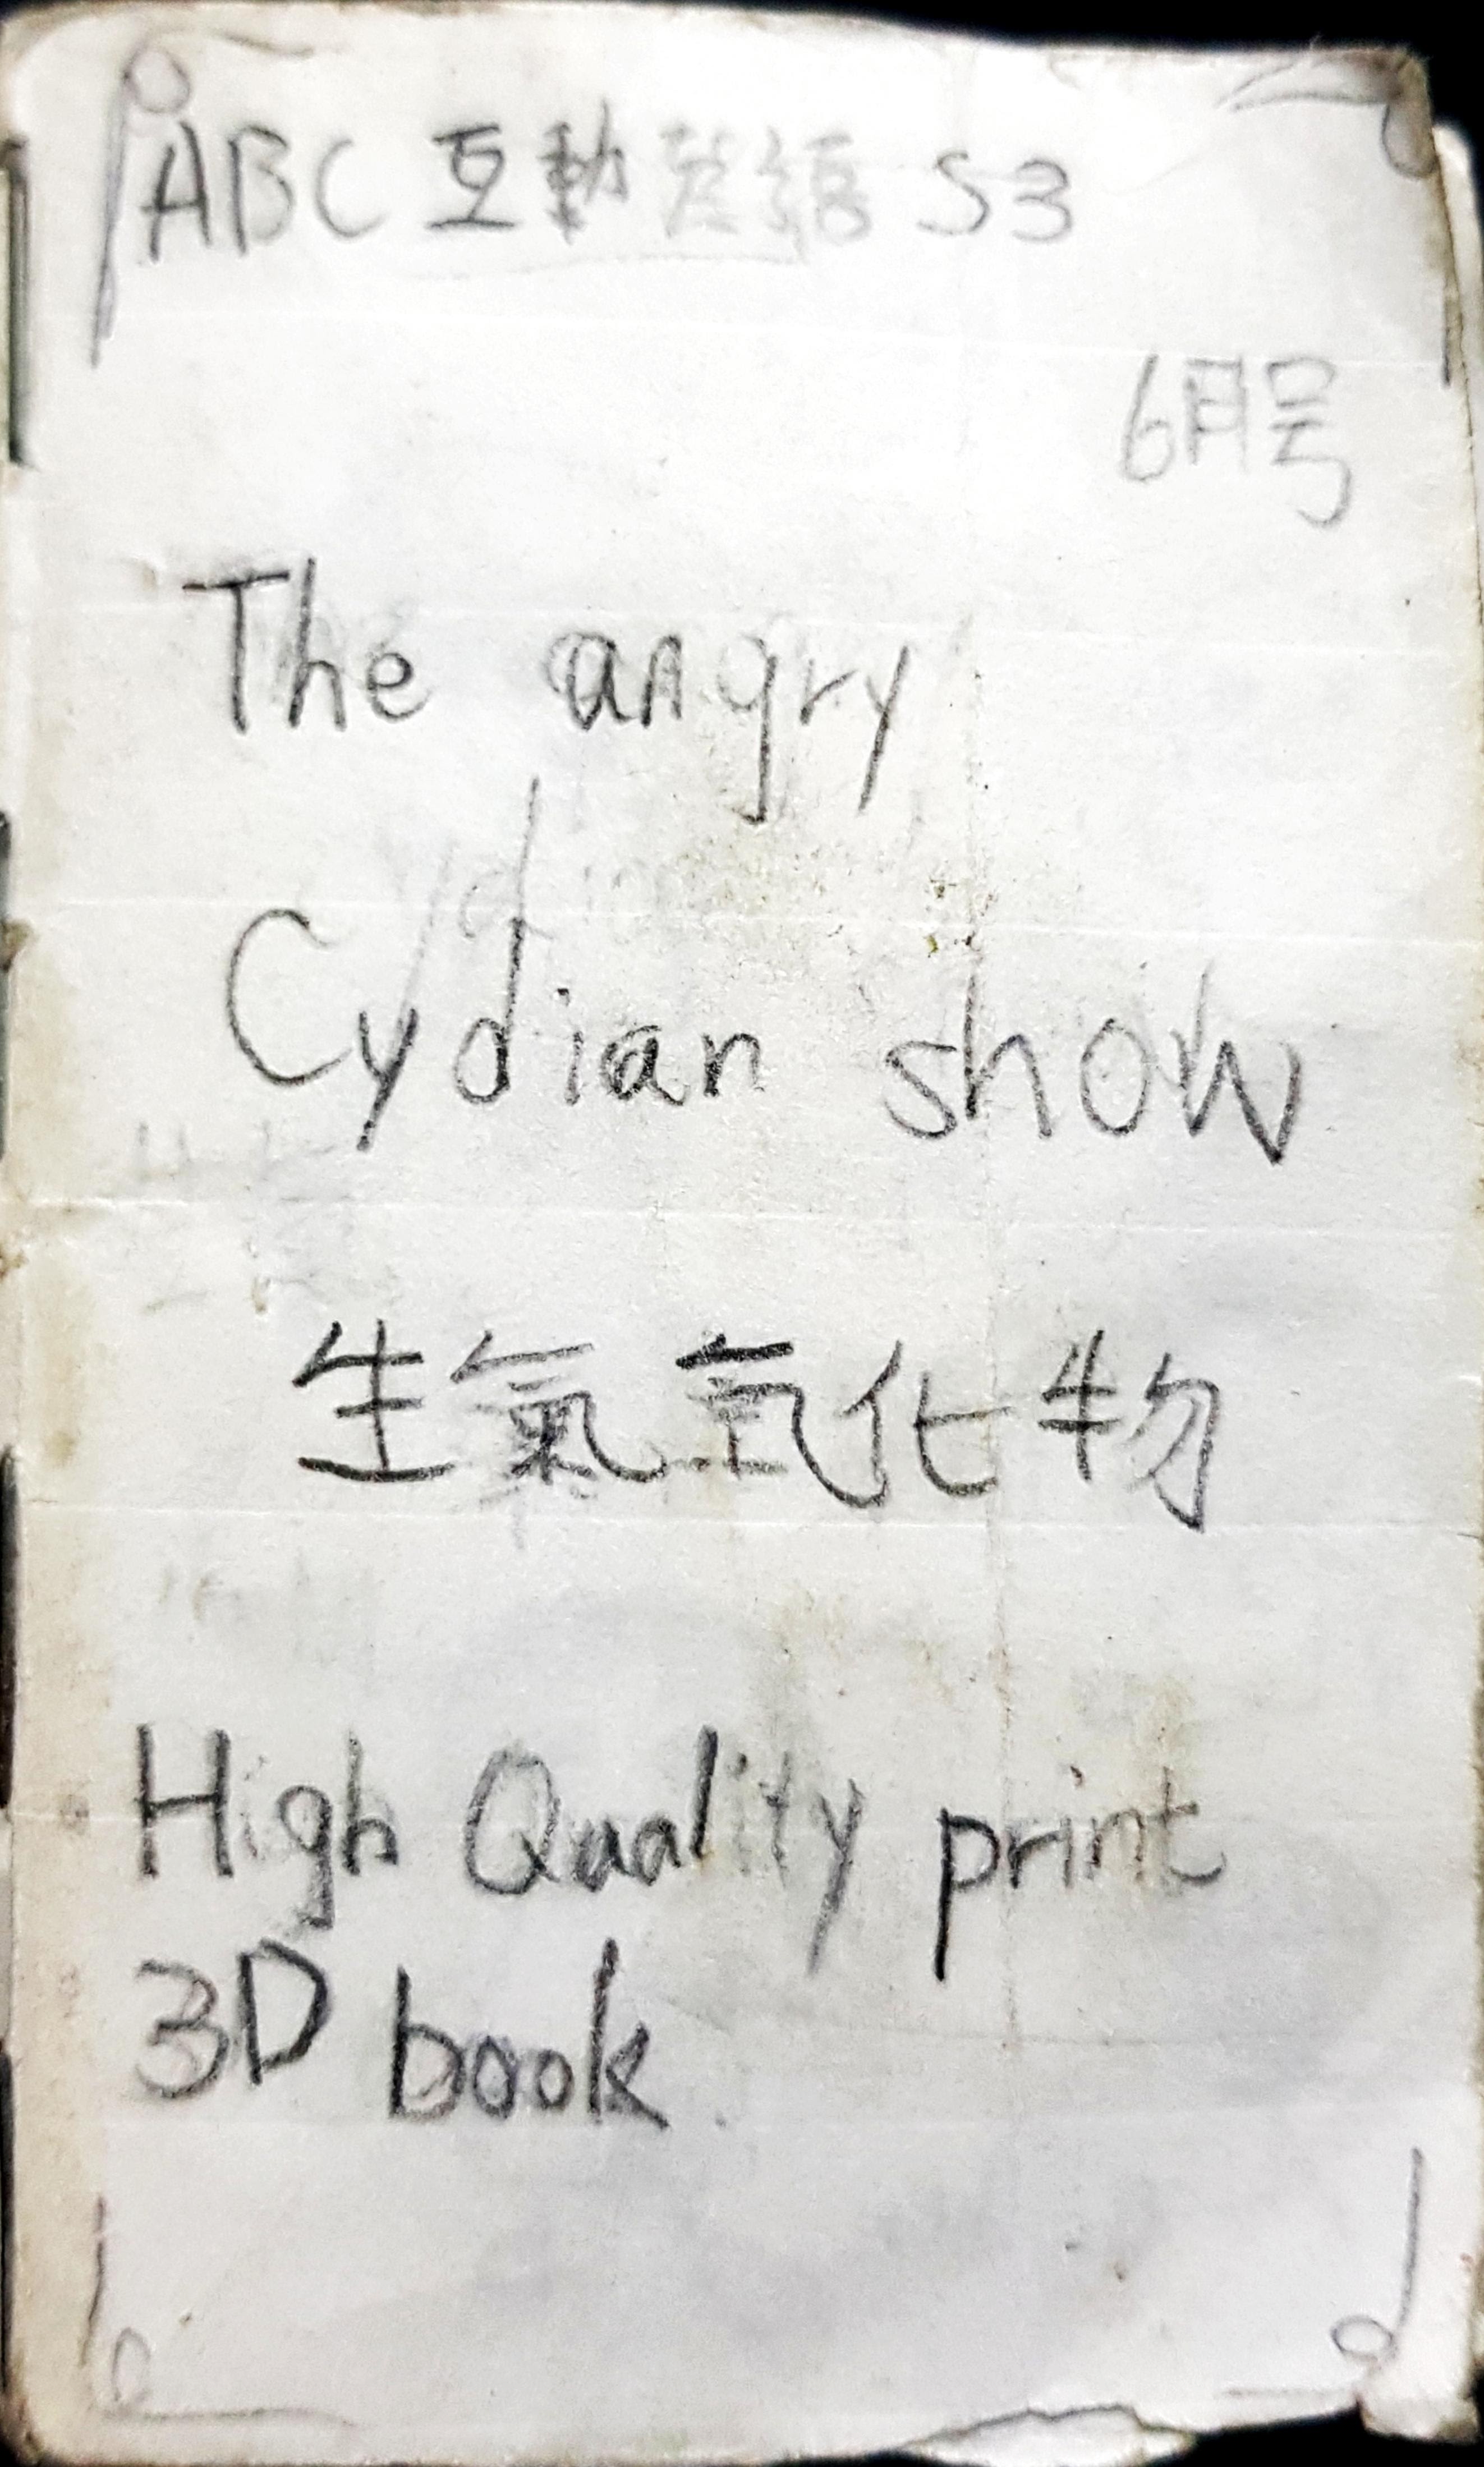 ABC 互動英語 S3
6月号
The angry
Cydian show
生氣氧化物
High Quality print
3D book